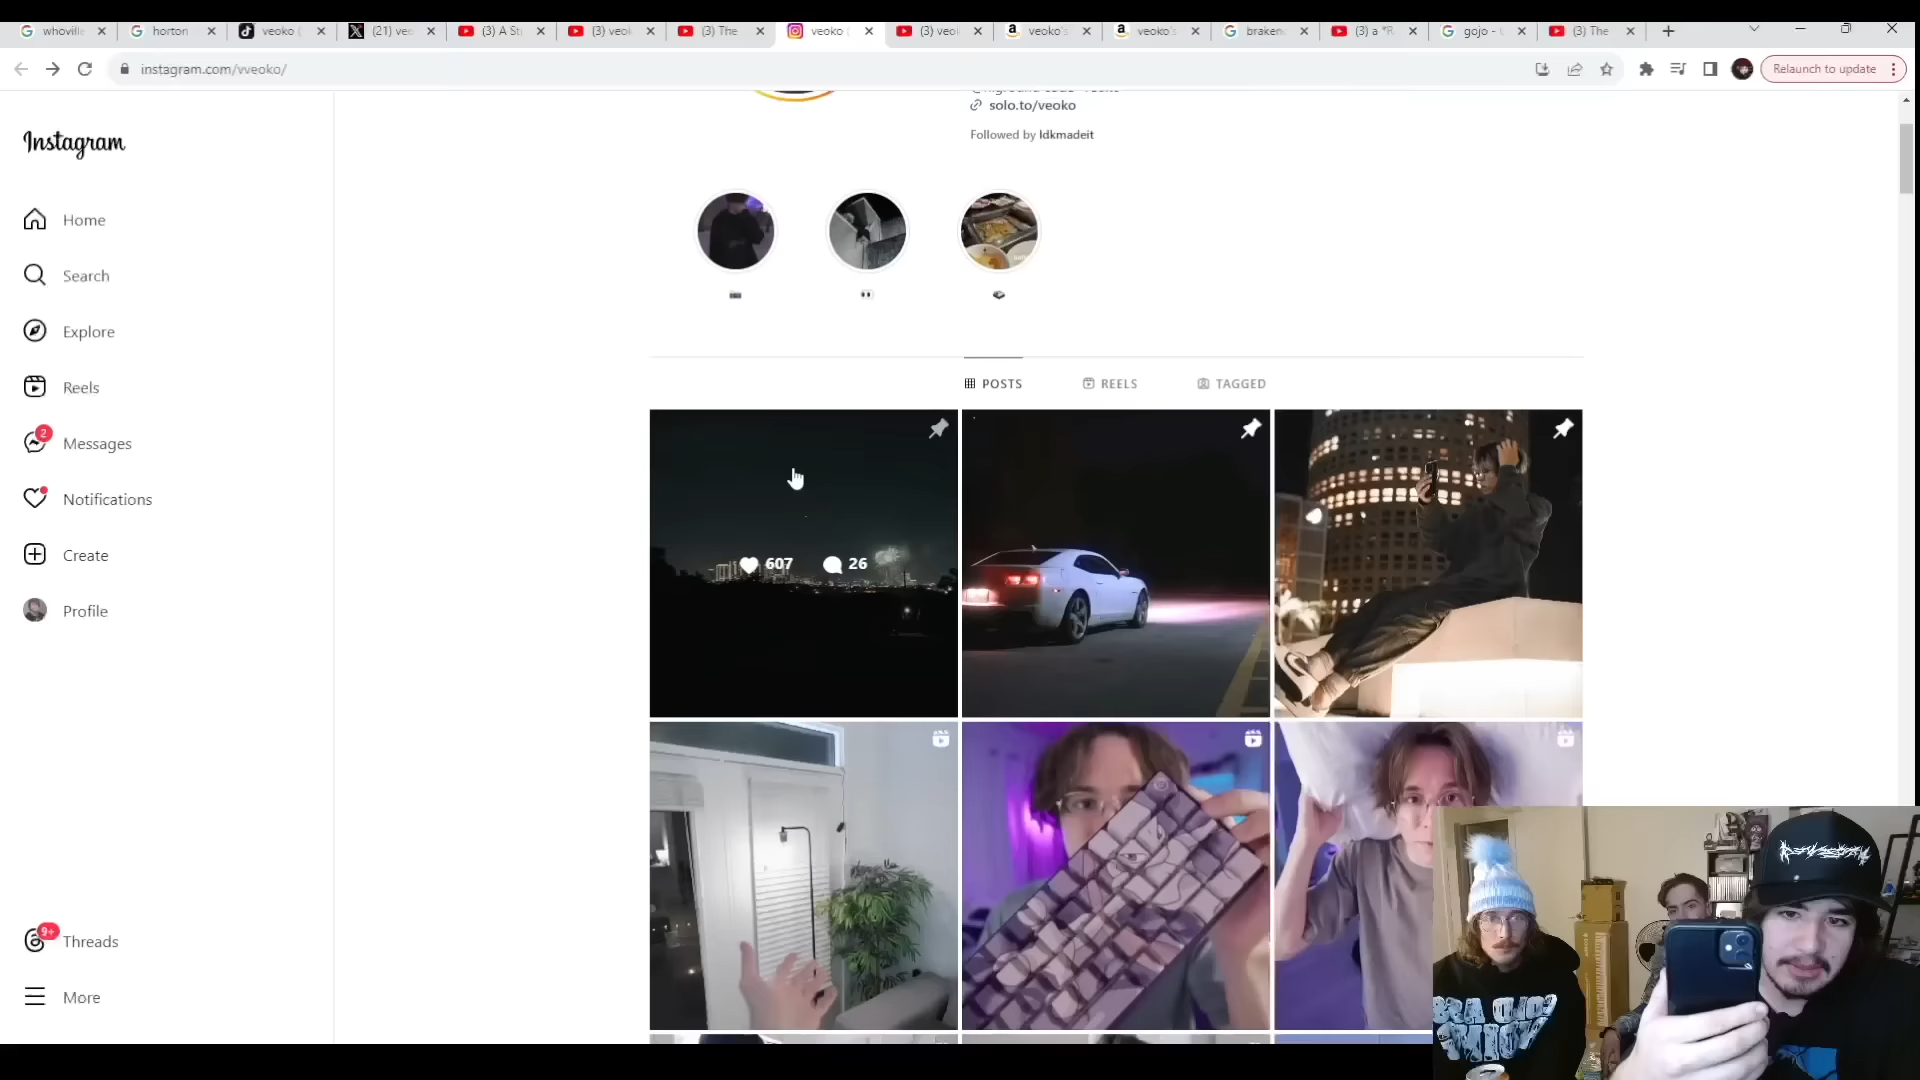 whoville
horton
veoko (
(21) veo
(3) A St
(3) veok
(3) The
veoko (
(3) veok
veoko's
veoko's
braken
(3) a *R
gojo - (
(3) The
instagram.com/vveoko/
Relaunch to update
solo.to/veoko
Followed by ldkmadeit
Instagram
Home
Search
Explore
Reels
2
Messages
Notifications
Create
Profile
9+
Threads
More
POSTS
REELS
TAGGED
607
26